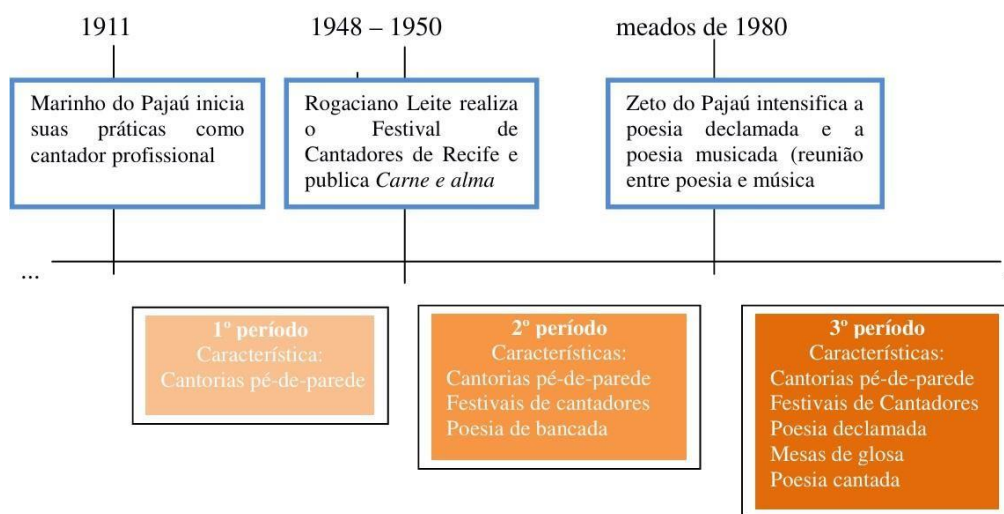 1911
1948 – 1950
meados de 1980
Marinho do Pajaú inicia
suas práticas como
cantador profissional
Rogaciano Leite realiza
o Festival de
Cantadores de Recife e
publica Carne e alma
Zeto do Pajaú intensifica a
poesia declamada e a
poesia musicada (reunião
entre poesia e música
...
1º período
Característica:
Cantorias pé-de-parede
2º período
Características:
Cantorias pé-de-parede
Festivais de cantadores
Poesia de bancada
3º período
Características:
Cantorias pé-de-parede
Festivais de Cantadores
Poesia declamada
Mesas de glosa
Poesia cantada